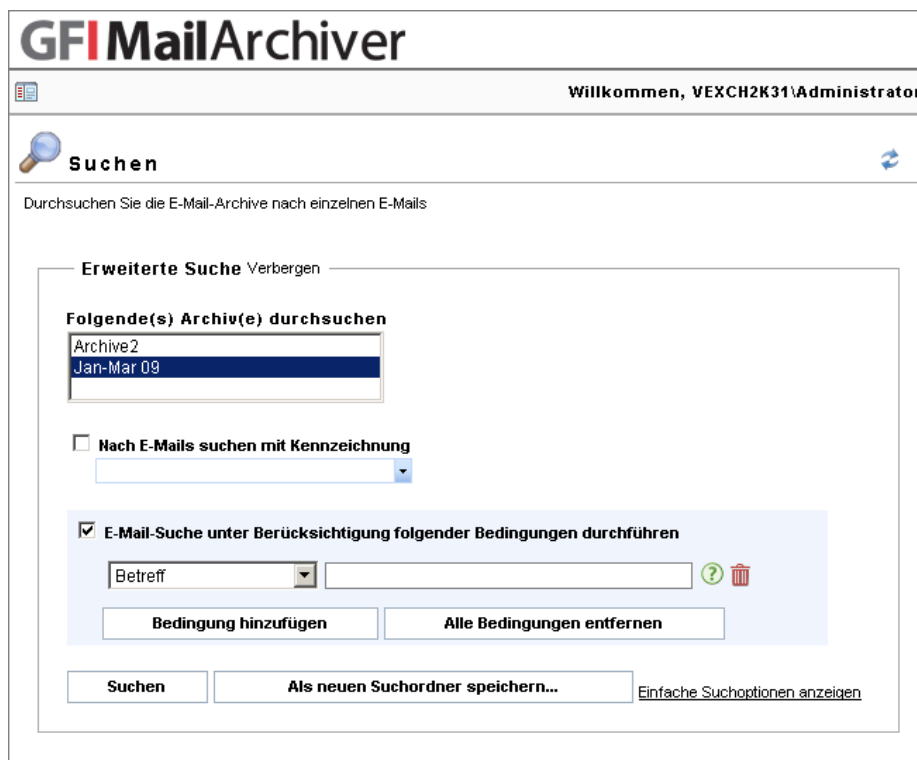 GFI MailArchiver
Willkommen, VEXCH2K31\Administrator
Suchen
Durchsuchen Sie die E-Mail-Archive nach einzelnen E-Mails
Erweiterte Suche Verbergen
Folgende(s) Archiv(e) durchsuchen
Archive2
Jan-Mar 09
Nach E-Mails suchen mit Kennzeichnung
E-Mail-Suche unter Berücksichtigung folgender Bedingungen durchführen
Betreff ?
Bedingung hinzufügen Alle Bedingungen entfernen
Suchen Als neuen Suchordner speichern... Einfache Suchoptionen anzeigen